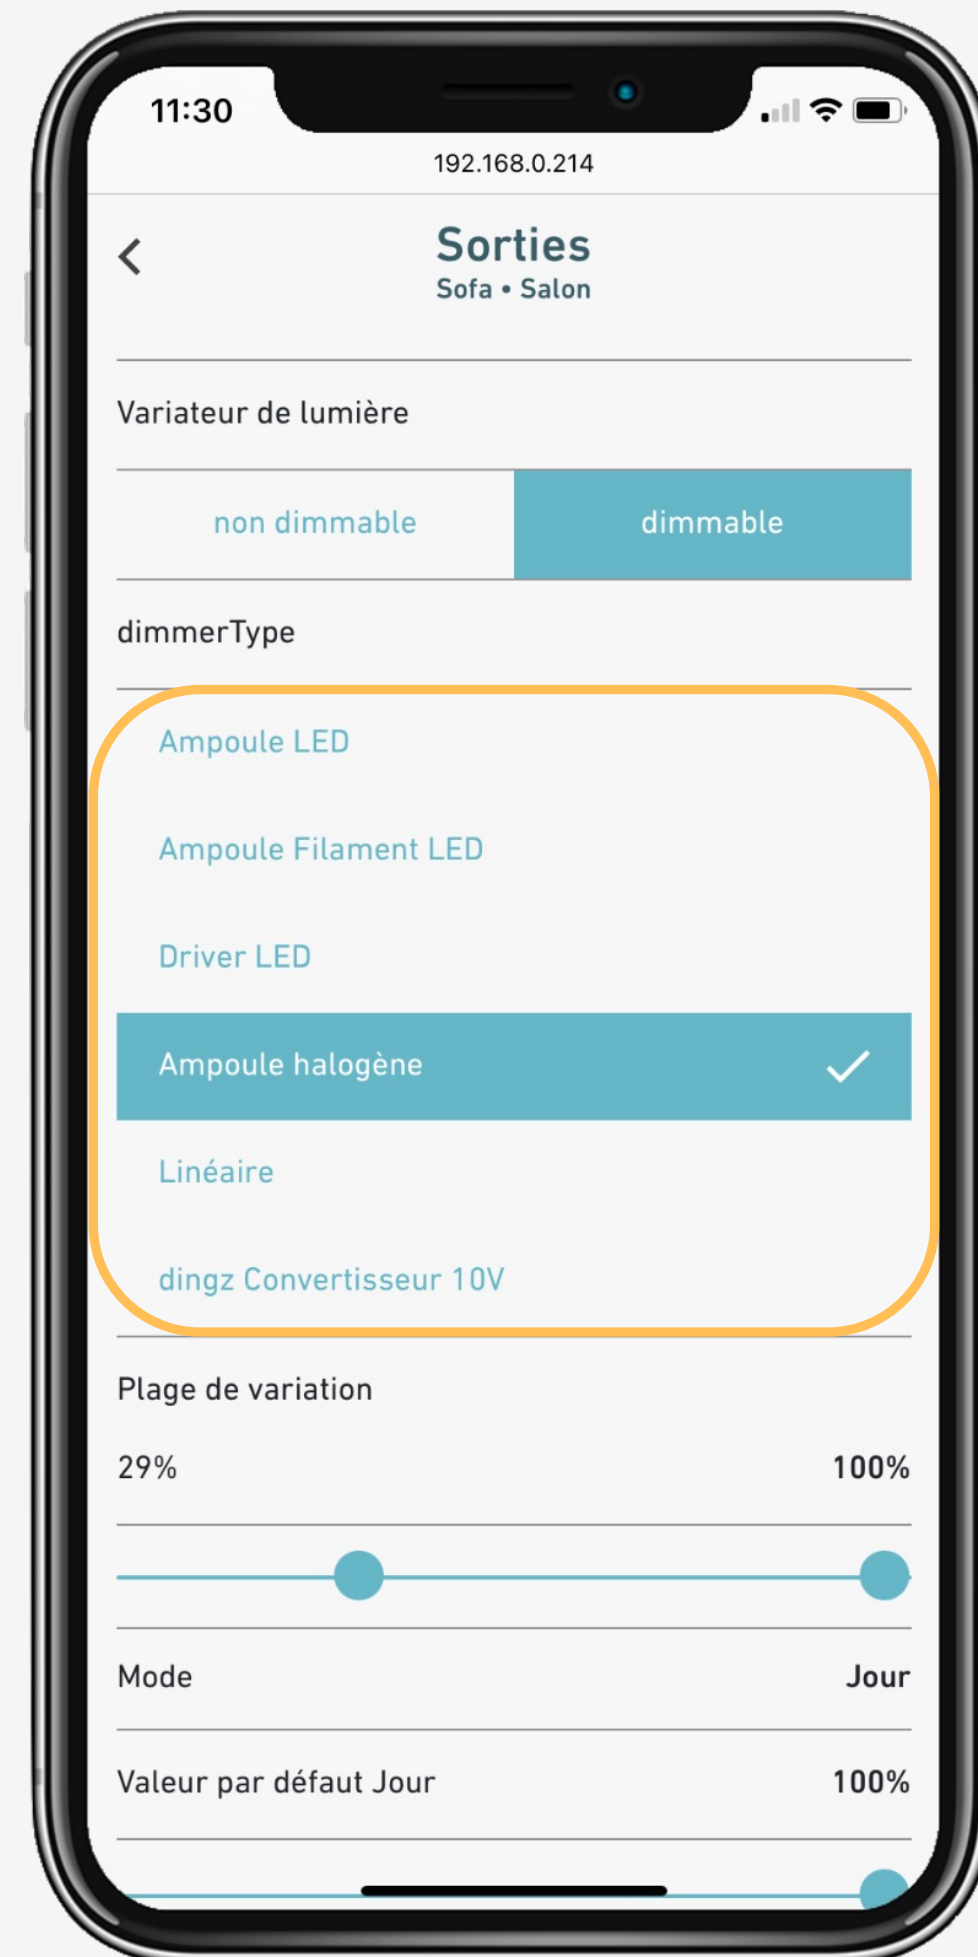 11:30
192.168.0.214
Sorties
Sofa • Salon
Variateur de lumière
non dimmable
dimmable
dimmerType
Ampoule LED
Ampoule Filament LED
Driver LED
Ampoule halogène
Linéaire
dingz Convertisseur 10V
Plage de variation
29%
100%
Mode
Jour
Valeur par défaut Jour
100%